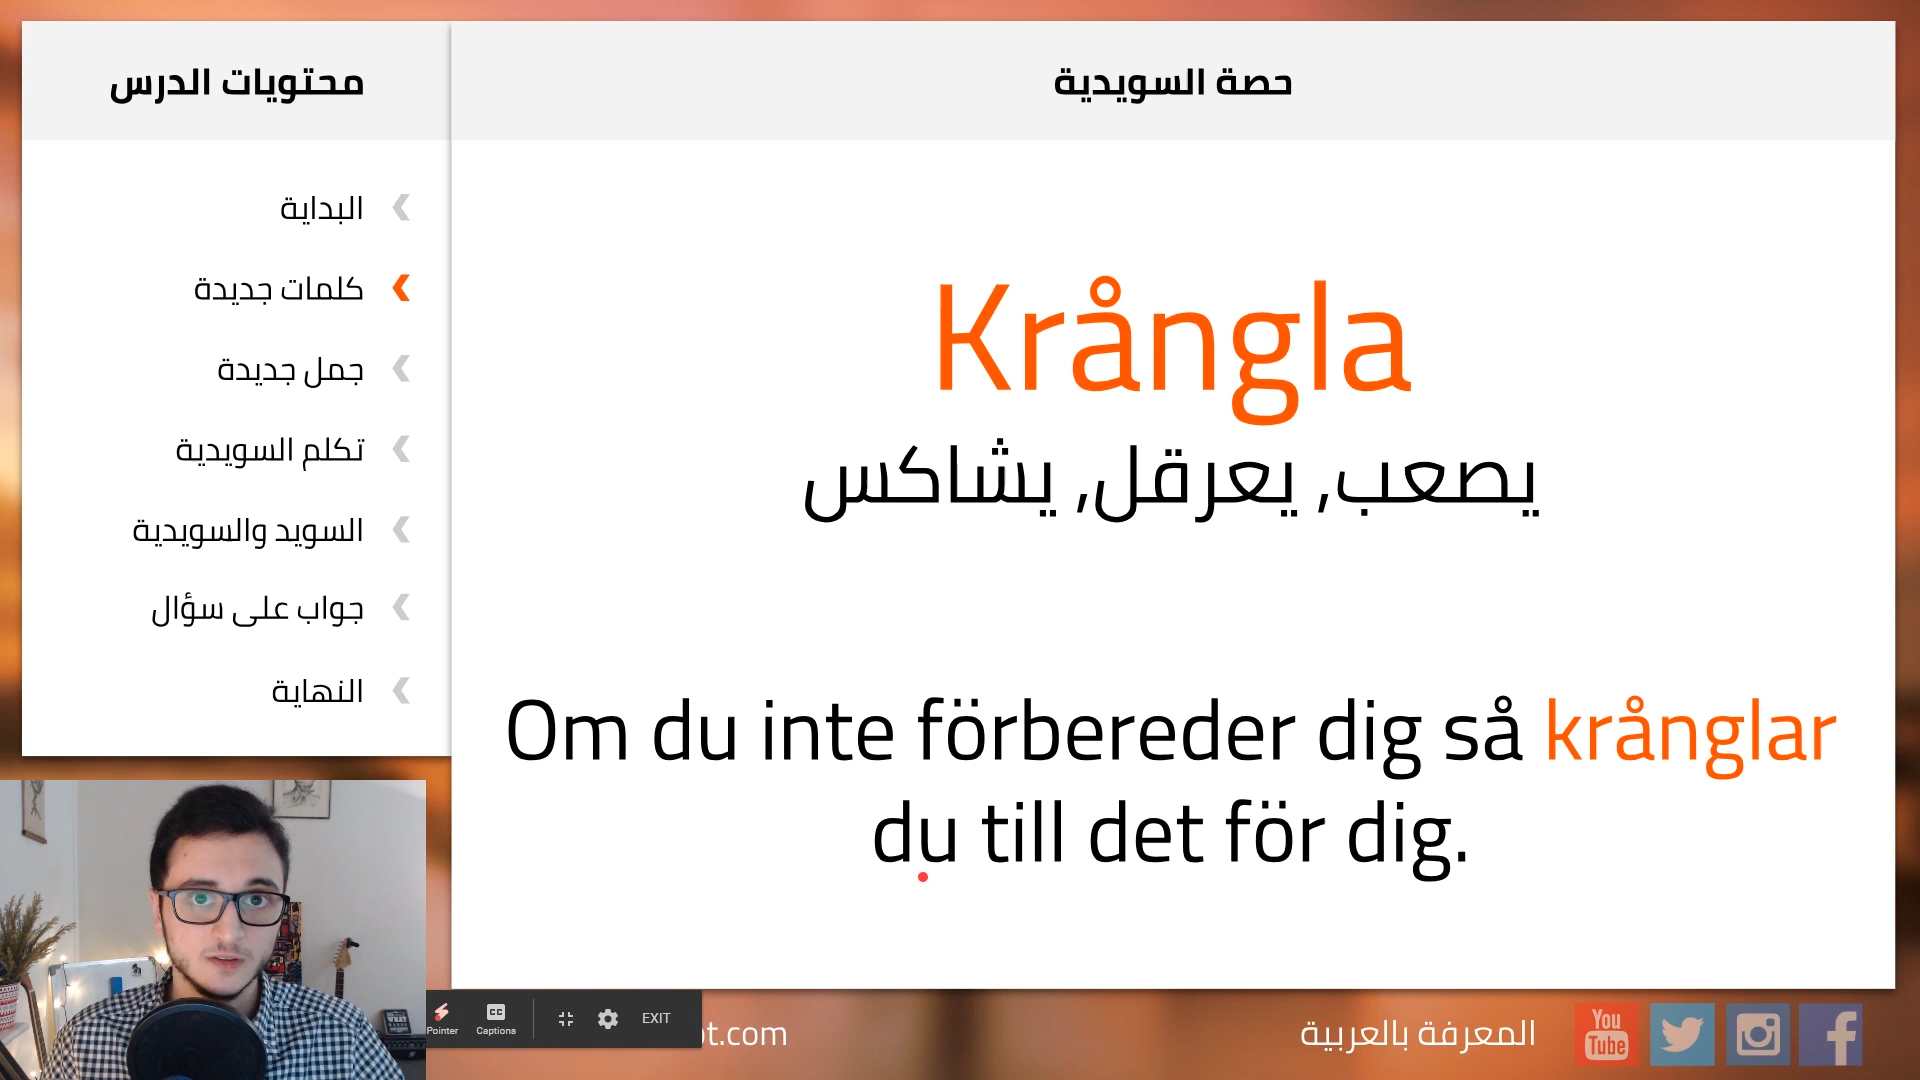 محتويات الدرس
حصة السويدية
البداية
كلمات جديدة
جمل جديدة
تكلم السويدية
السويد والسويدية
جواب على سؤال
النهاية
Krångla
يصعب, يعرقل, يشاكس
Om du inte förbereder dig så krånglar
du till det för dig.
Pointer
CC
Captions
EXIT
t.com
المعرفة بالعربية
You
Tube